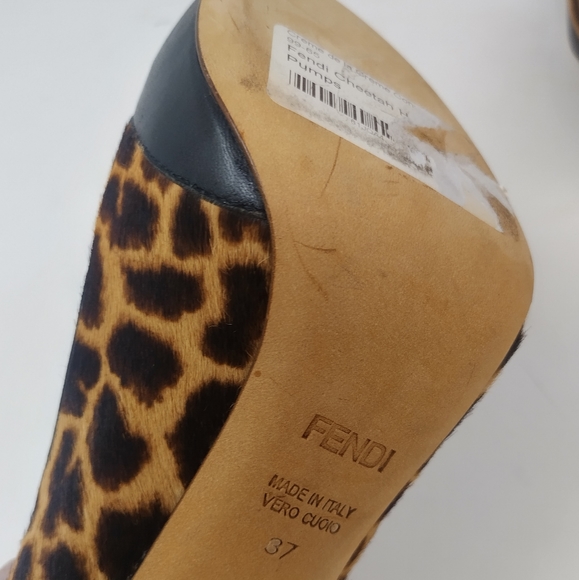 Fendi Cheetah
Pumps
FENDI
MADE IN ITALY
VERO CUOIO
37